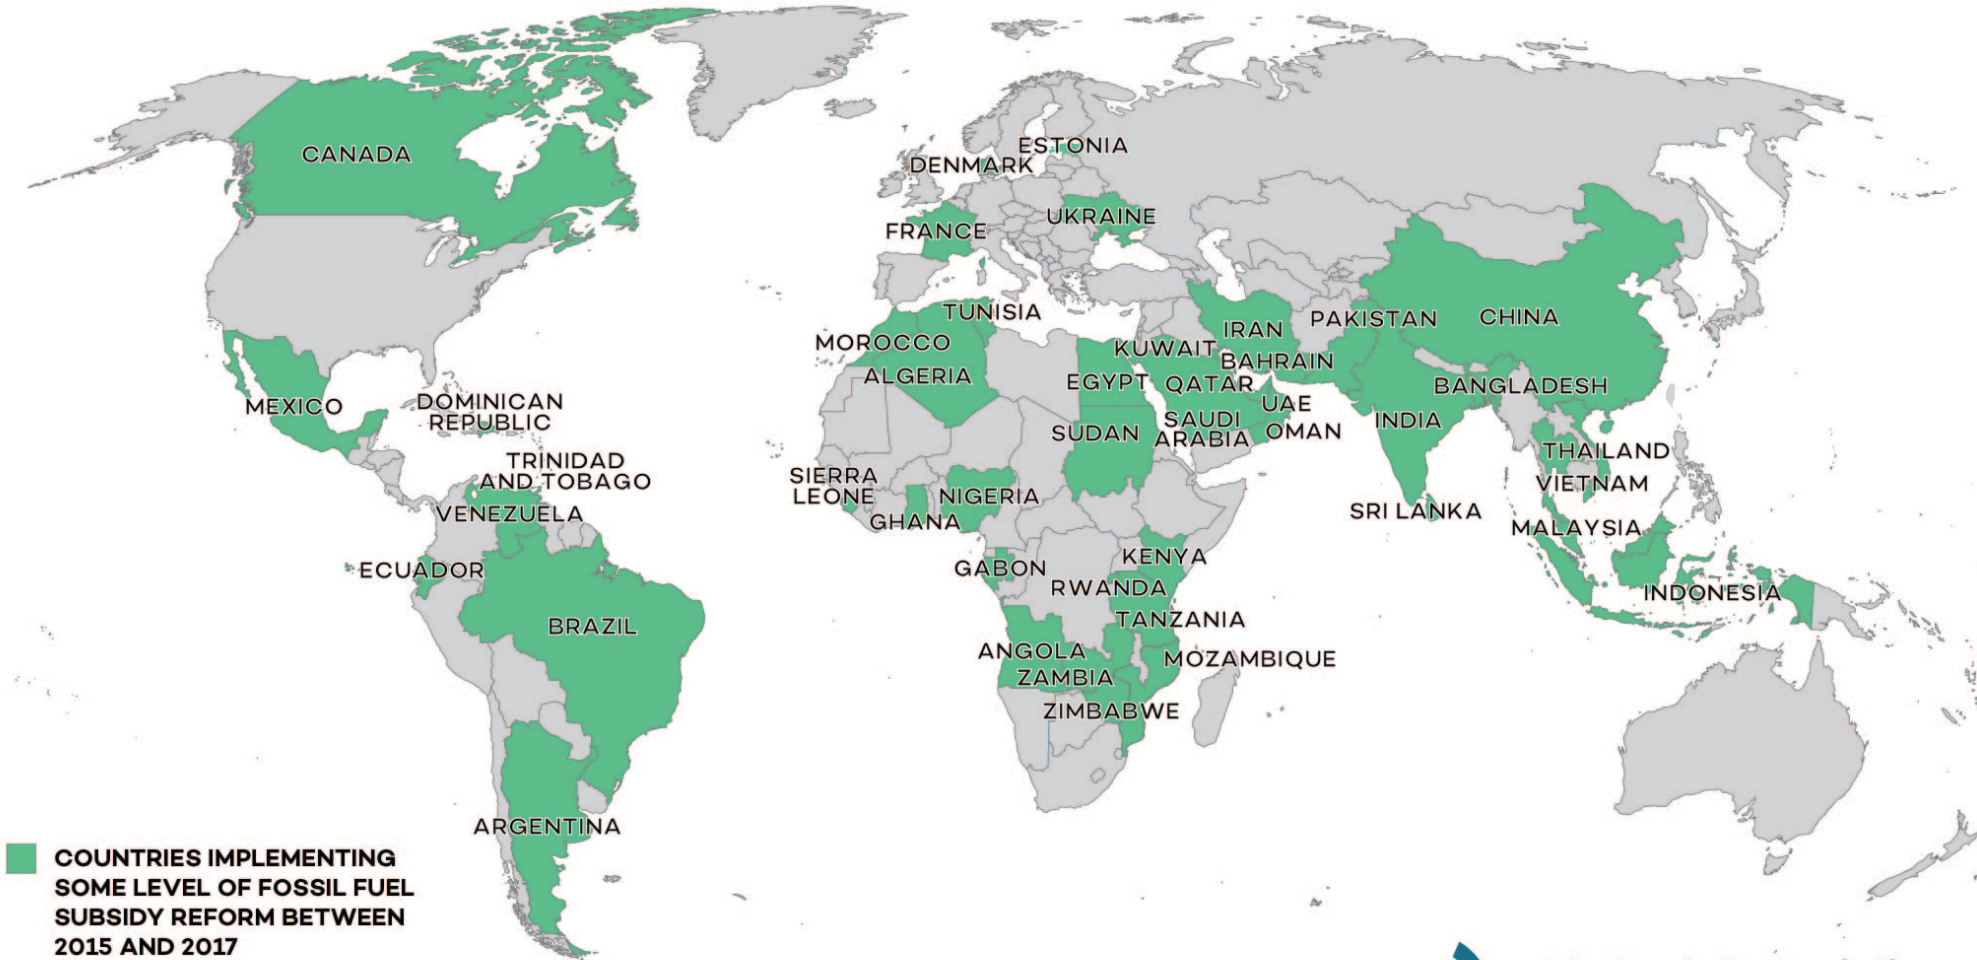 CANADA
ESTONIA
DENMARK
UKRAINE
FRANCE
TUNISIA
MOROCCO
ALGERIA
KUWAIT
IRAN
PAKISTAN
CHINA
BAHRAIN
EGYPT
QATAR
BANGLADESH
UAE
MEXICO
DOMINICAN
REPUBLIC
SUDAN
SAUDI
ARABIA
OMAN
INDIA
THAILAND
TRINIDAD
AND TOBAGO
SIERRA
LEONE
NIGERIA
VIETNAM
VENEZUELA
GHANA
SRI LANKA
MALAYSIA
ECUADOR
GABON
KENYA
RWANDA
INDONESIA
TANZANIA
BRAZIL
ANGOLA
MOZAMBIQUE
ZAMBIA
ZIMBABWE
ARGENTINA
COUNTRIES IMPLEMENTING
SOME LEVEL OF FOSSIL FUEL
SUBSIDY REFORM BETWEEN
2015 AND 2017